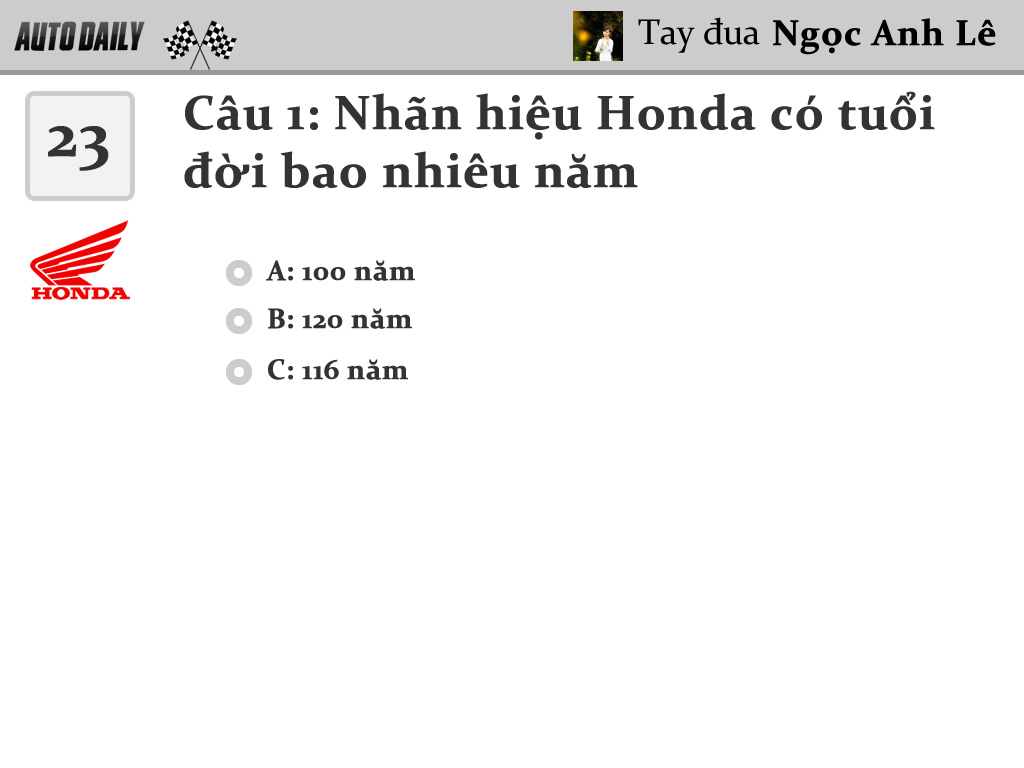 AUTO DAILY
Tay đua Ngọc Anh Lê
23
Câu 1: Nhãn hiệu Honda có tuổi
đời bao nhiêu năm
HONDA
A: 100 năm
B: 120 năm
C: 116 năm